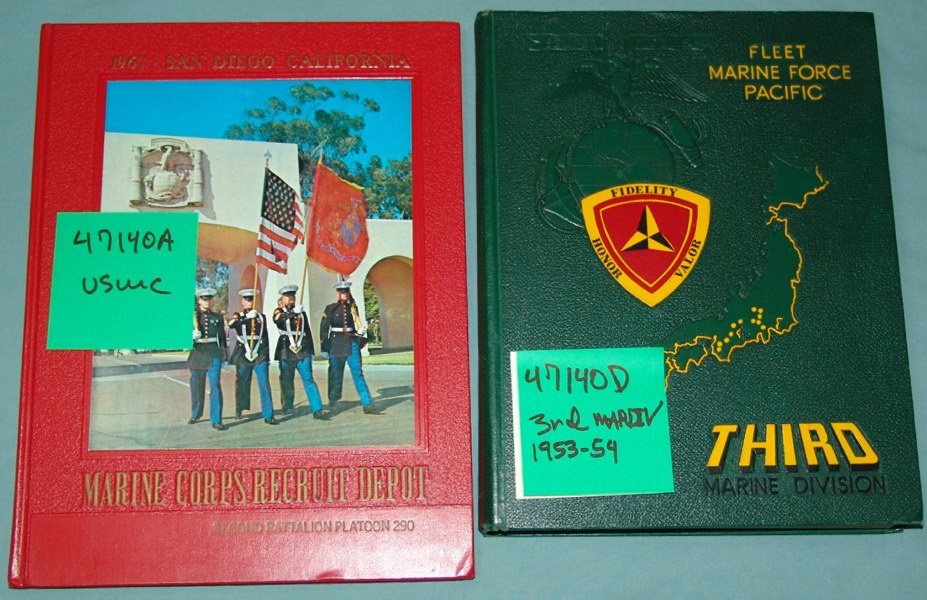 1967 · SAN DIEGO CALIFORNIA
47140A
USMC
MARINE CORPS RECRUIT DEPOT
SECOND BATTALION PLATOON 290
FLEET
MARINE FORCE
PACIFIC
FIDELITY
HONOR
VALOR
47140D
3rd MARDIV
1953-54
THIRD
MARINE DIVISION